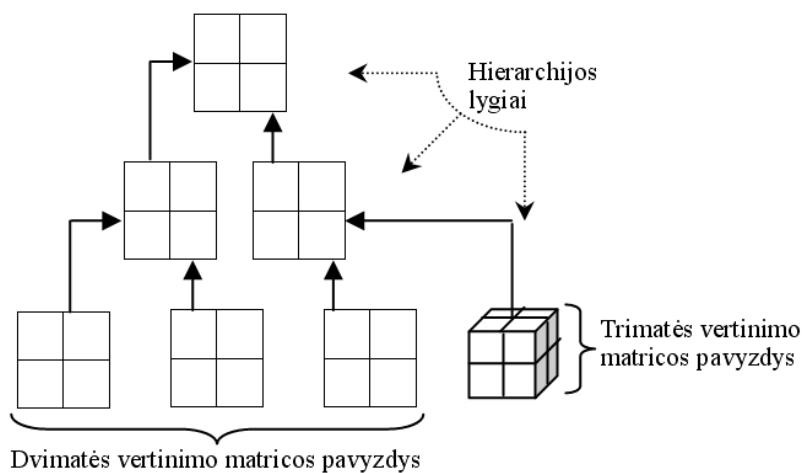 Hierarchijos
lygiai
Trimatės vertinimo
matricos pavyzdys
Dvimatės vertinimo matricos pavyzdys